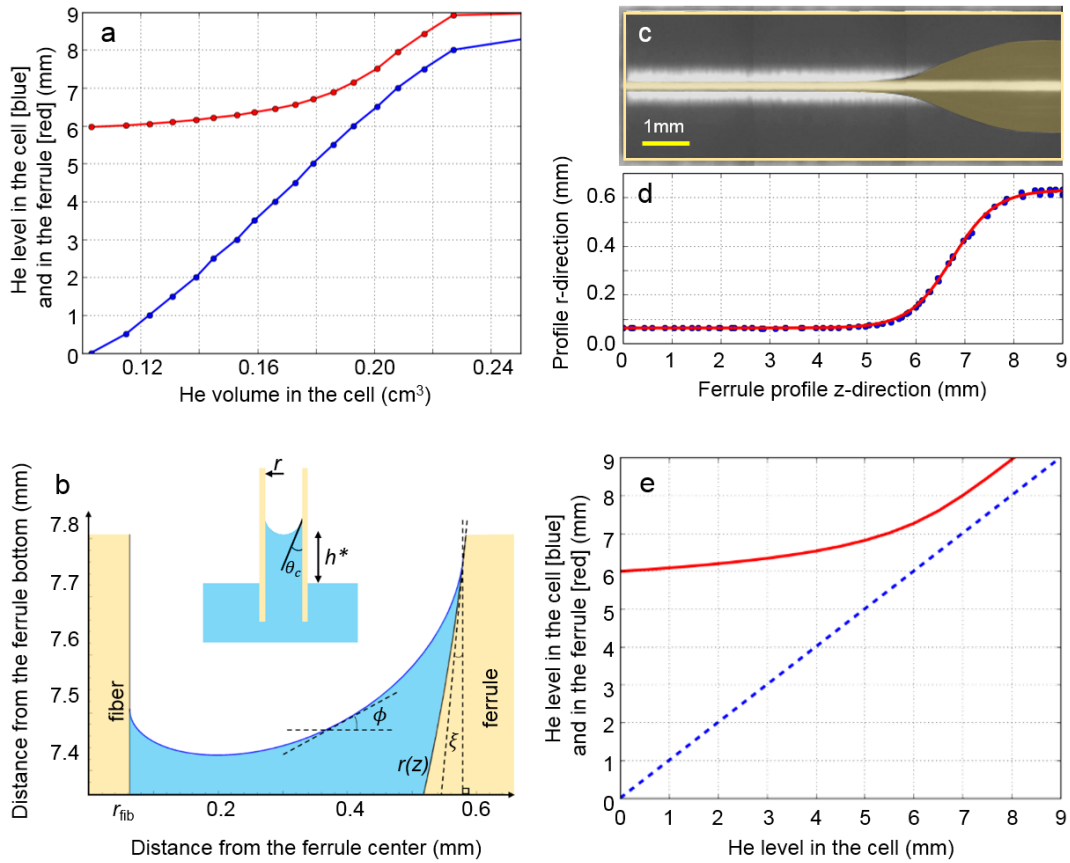 a
He level in the cell [blue]
and in the ferrule [red] (mm)
9
8
7
6
5
4
3
2
1
0
0.12
0.16
0.20
0.24
He volume in the cell (cm³)
c
1mm
d
Profile r-direction (mm)
0.6
0.4
0.2
0.0
0 1 2 3 4 5 6 7 8 9
Ferrule profile z-direction (mm)
b
Distance from the ferrule bottom (mm)
7.8
7.7
7.6
7.5
7.4
r
h*
θc
fiber
ϕ
r(z)
ξ
ferrule
rfib
0.2
0.4
0.6
Distance from the ferrule center (mm)
e
He level in the cell [blue]
and in the ferrule [red] (mm)
9
8
7
6
5
4
3
2
1
0
0 1 2 3 4 5 6 7 8 9
He level in the cell (mm)